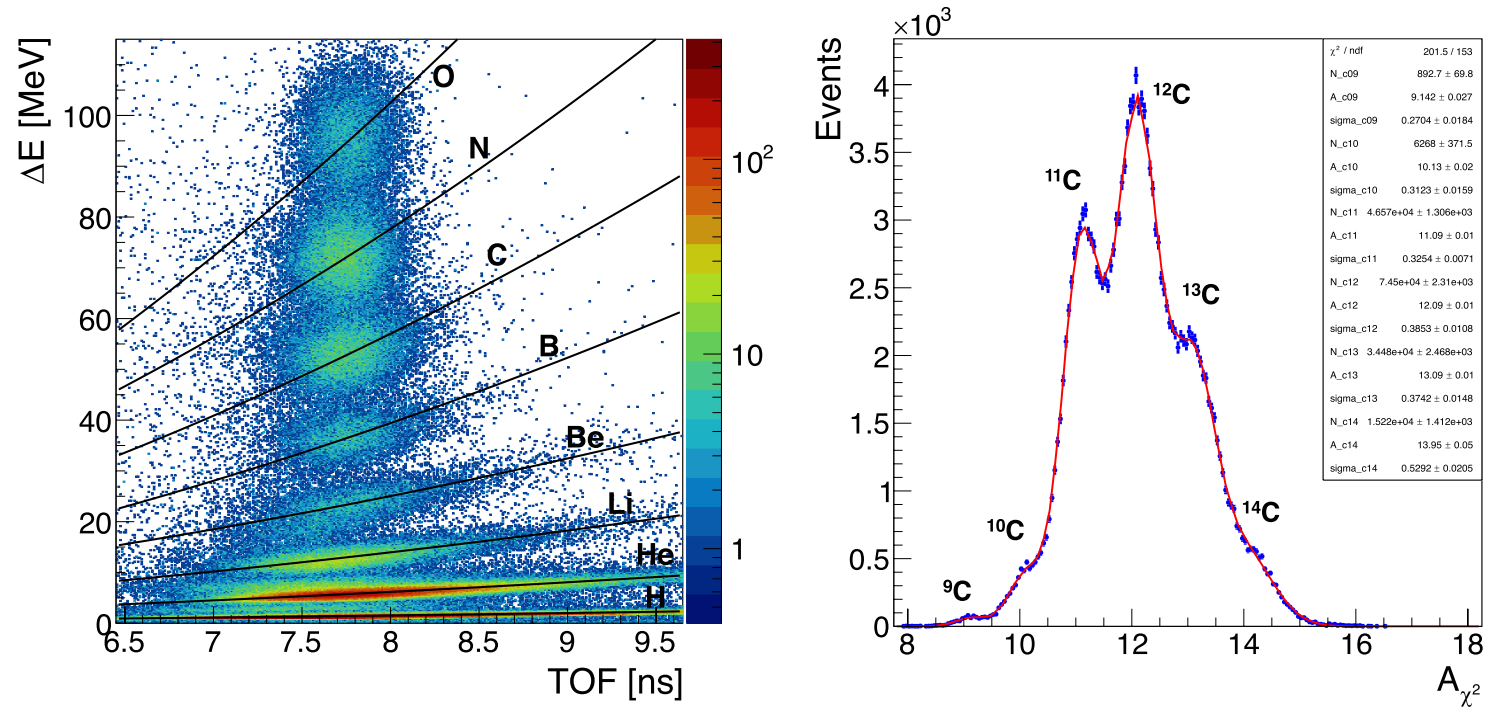 ΔE [MeV]
100
80
60
40
20
0
6.5 7 7.5 8 8.5 9 9.5
TOF [ns]
O
N
C
B
Be
Li
He
H
10²
10
1
×10³
Events
4
3.5
3
2.5
2
1.5
1
0.5
0
8 10 12 14 16 18
A_χ²
⁹C
¹⁰C
¹¹C
¹²C
¹³C
¹⁴C
χ² / ndf 201.5 / 153
N_c09 892.7 ± 69.8
A_c09 9.142 ± 0.027
sigma_c09 0.2704 ± 0.0184
N_c10 6268 ± 371.5
A_c10 10.13 ± 0.02
sigma_c10 0.3123 ± 0.0159
N_c11 4.657e+04 ± 1.306e+03
A_c11 11.09 ± 0.01
sigma_c11 0.3254 ± 0.0071
N_c12 7.45e+04 ± 2.31e+03
A_c12 12.09 ± 0.01
sigma_c12 0.3853 ± 0.0108
N_c13 3.448e+04 ± 2.468e+03
A_c13 13.09 ± 0.01
sigma_c13 0.3742 ± 0.0148
N_c14 1.522e+04 ± 1.412e+03
A_c14 13.95 ± 0.05
sigma_c14 0.5292 ± 0.0205